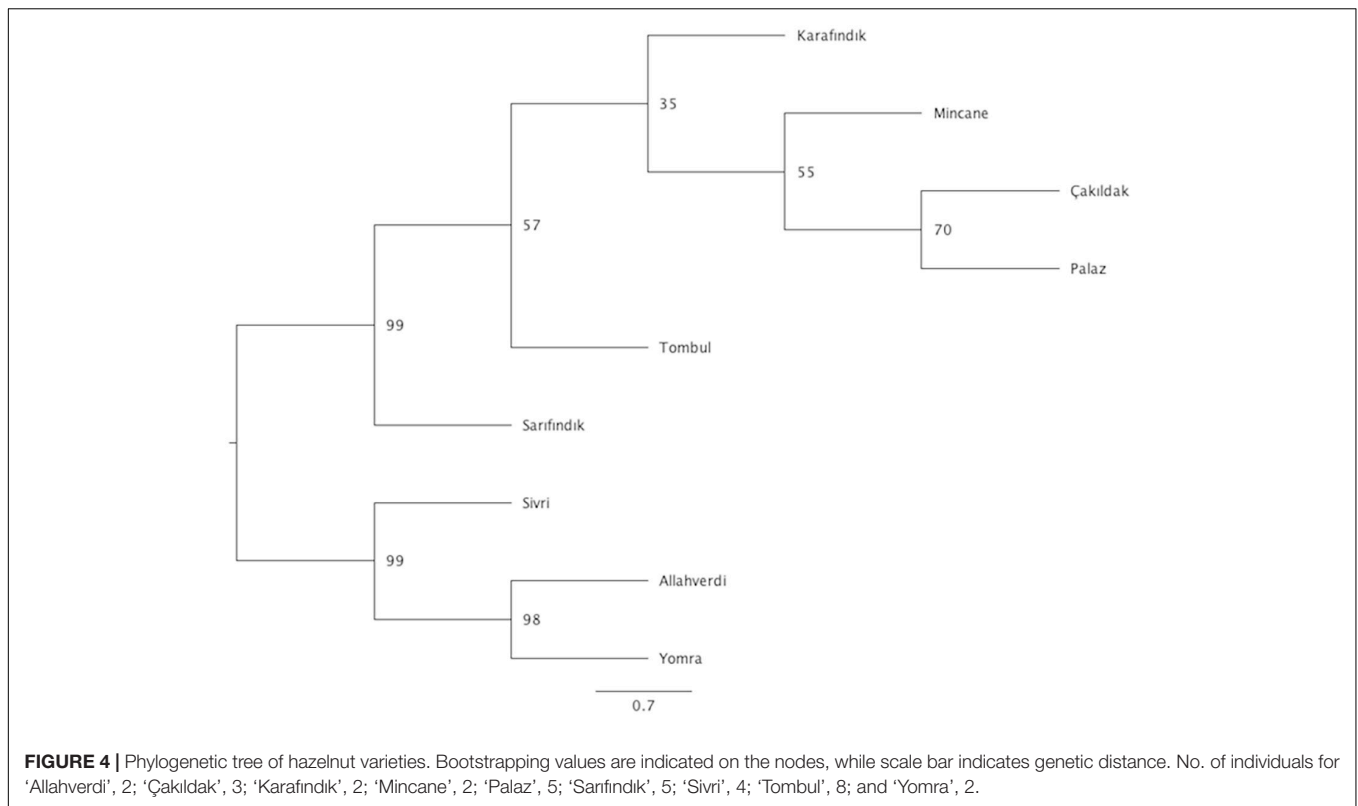 Karafındık
35
Mincane
55
Çakıldak
70
Palaz
57
Tombul
99
Sarıfındık
Sivri
99
Allahverdi
98
Yomra
0.7
FIGURE 4 | Phylogenetic tree of hazelnut varieties. Bootstrapping values are indicated on the nodes, while scale bar indicates genetic distance. No. of individuals for
‘Allahverdi’, 2; ‘Çakıldak’, 3; ‘Karafındık’, 2; ‘Mincane’, 2; ‘Palaz’, 5; ‘Sarıfındık’, 5; ‘Sivri’, 4; ‘Tombul’, 8; and ‘Yomra’, 2.